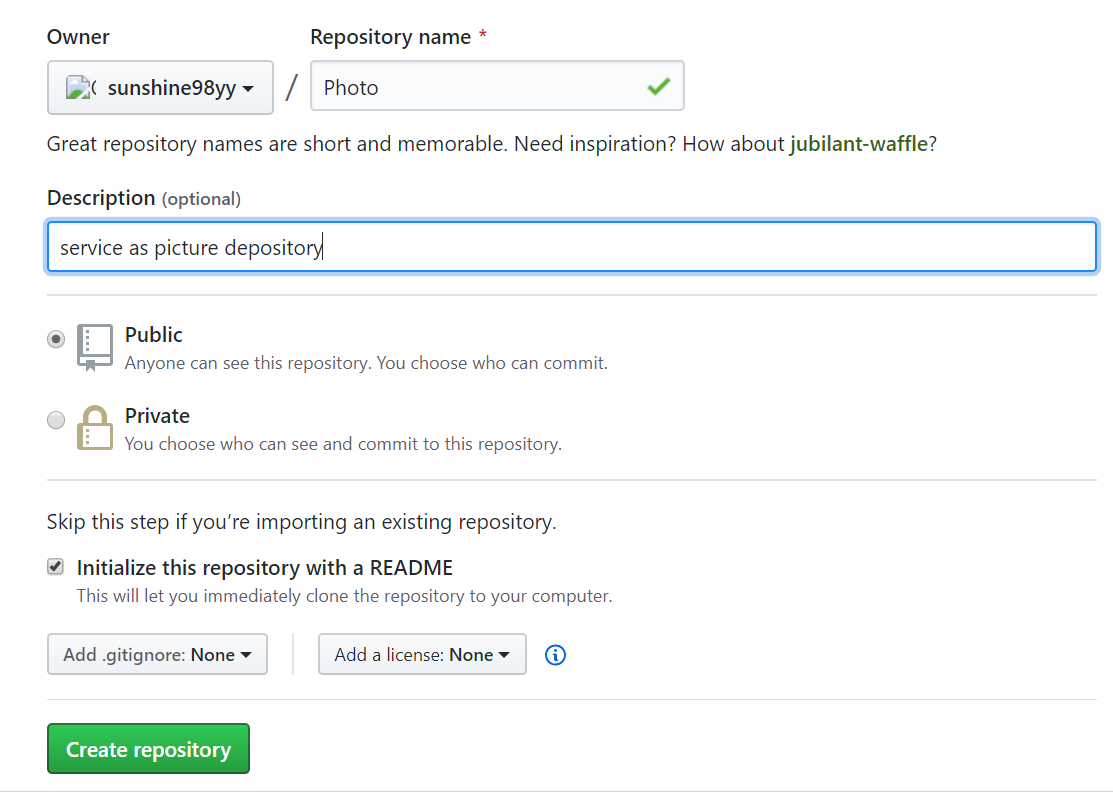 Owner Repository name *
sunshine98yy / Photo
Great repository names are short and memorable. Need inspiration? How about jubilant-waffle?
Description (optional)
service as picture depository
Public
Anyone can see this repository. You choose who can commit.
Private
You choose who can see and commit to this repository.
Skip this step if you’re importing an existing repository.
Initialize this repository with a README
This will let you immediately clone the repository to your computer.
Add .gitignore: None Add a license: None
Create repository